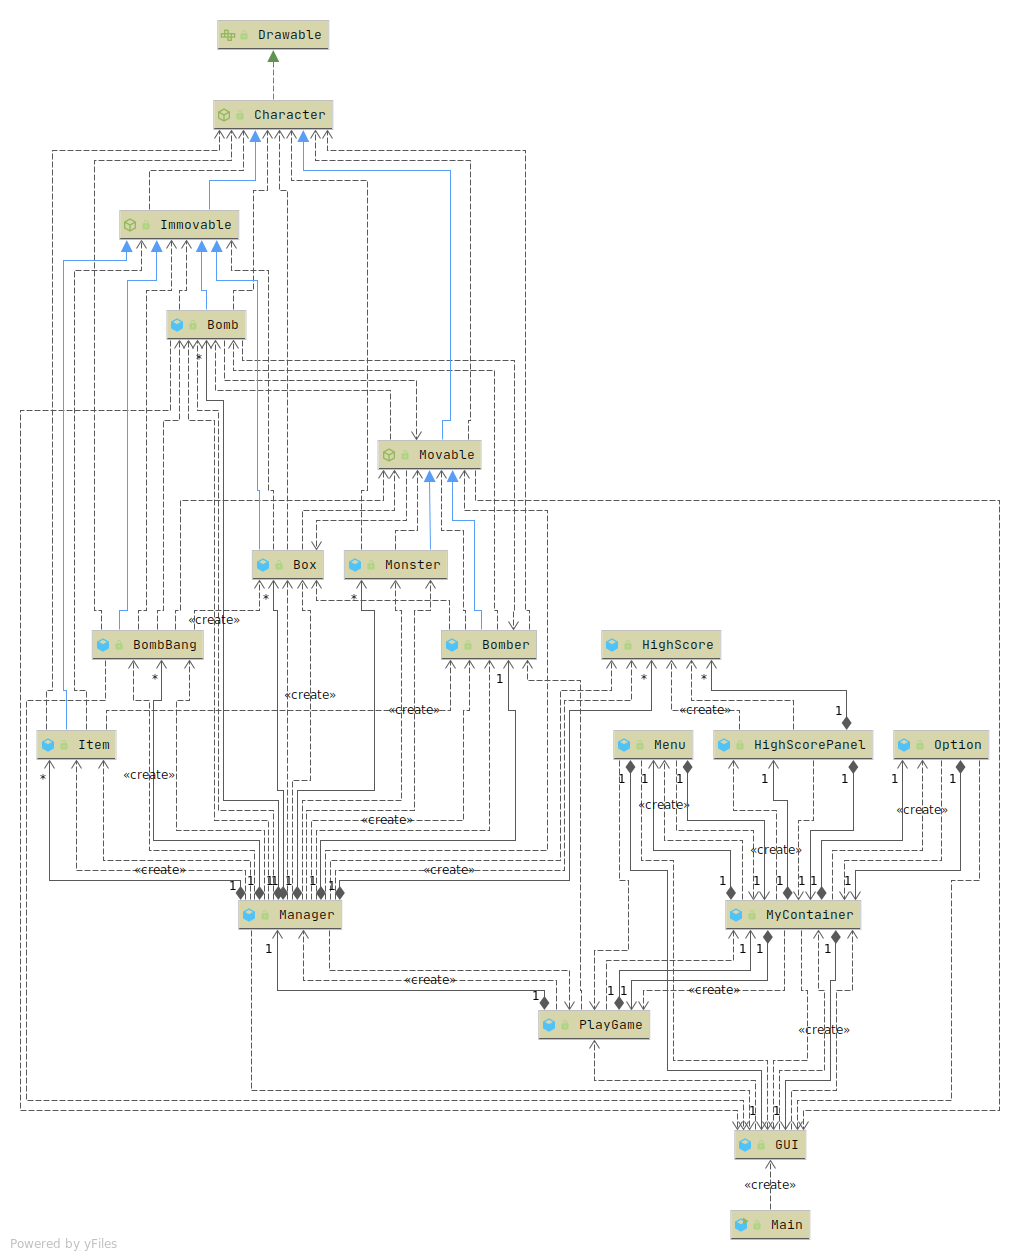 Drawable
Character
Immovable
Bomb
*
Movable
Box
Monster
*
*
«create»
BombBang
Bomber
HighScore
*
1
*
*
«create»
«create»
«create»
1
Item
Menu
HighScorePanel
Option
*
«create»
1
1
1
1
1
1
1
«create»
«create»
«create»
«create»
«create»
«create»
1
1
1
1
1
1
1
1
1
1
1
1
Manager
MyContainer
1
1
1
1
«create»
«create»
1
1
1
PlayGame
«create»
1
1
GUI
«create»
Main
Powered by yFiles